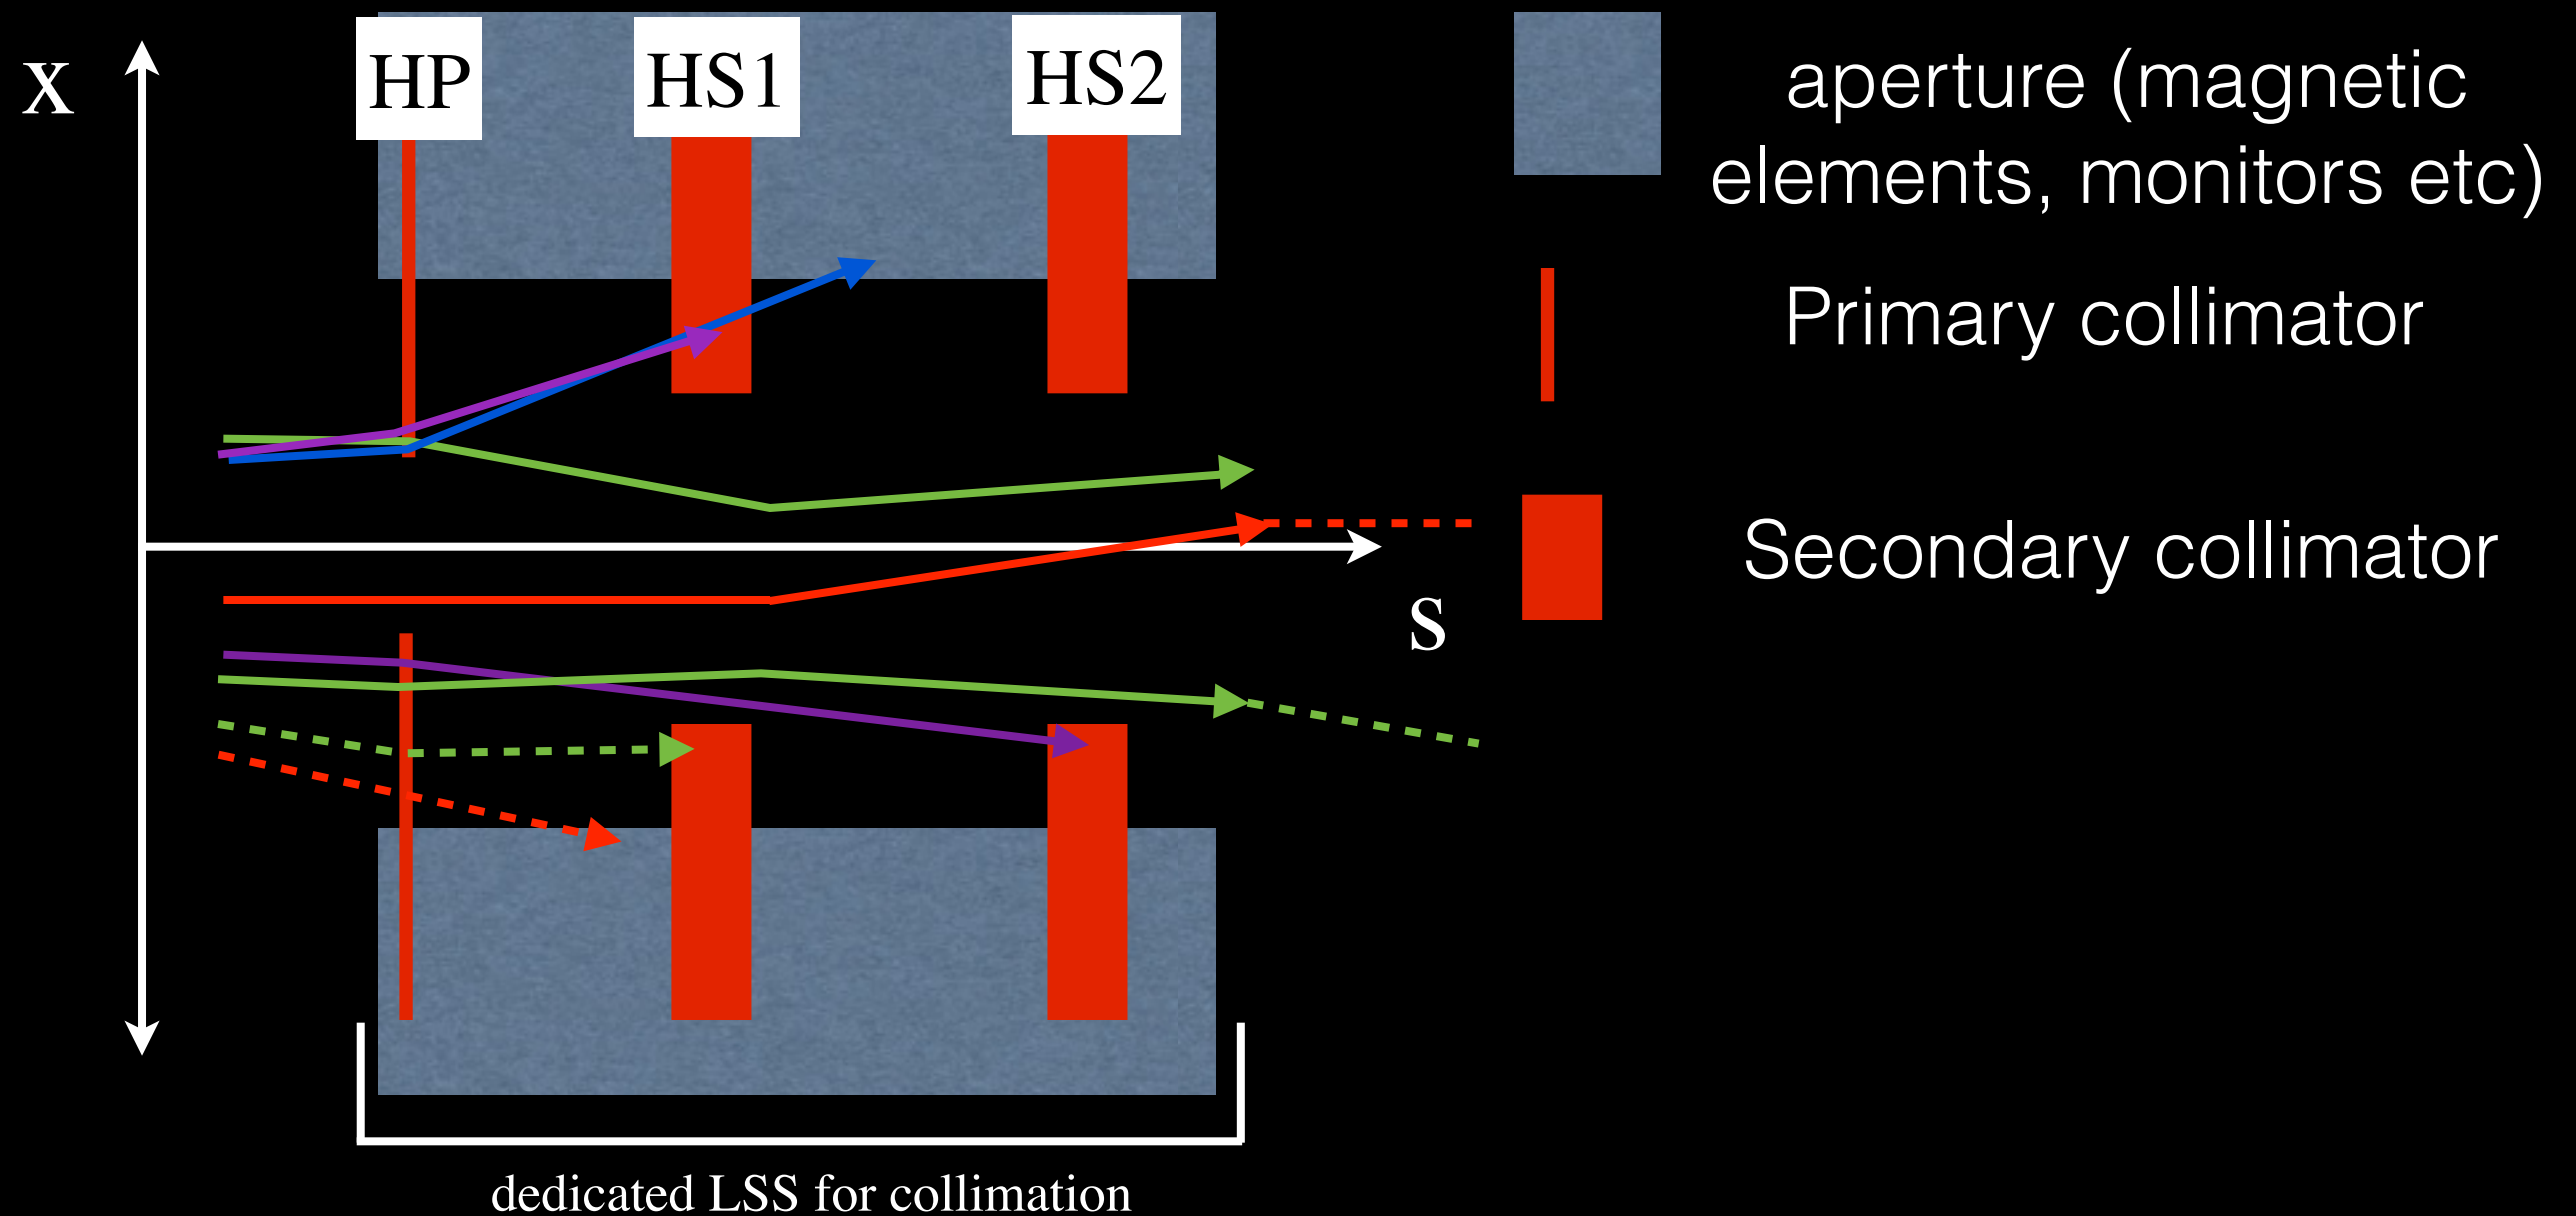 X
HP
HS1
HS2
aperture (magnetic
elements, monitors etc)
Primary collimator
Secondary collimator
S
dedicated LSS for collimation